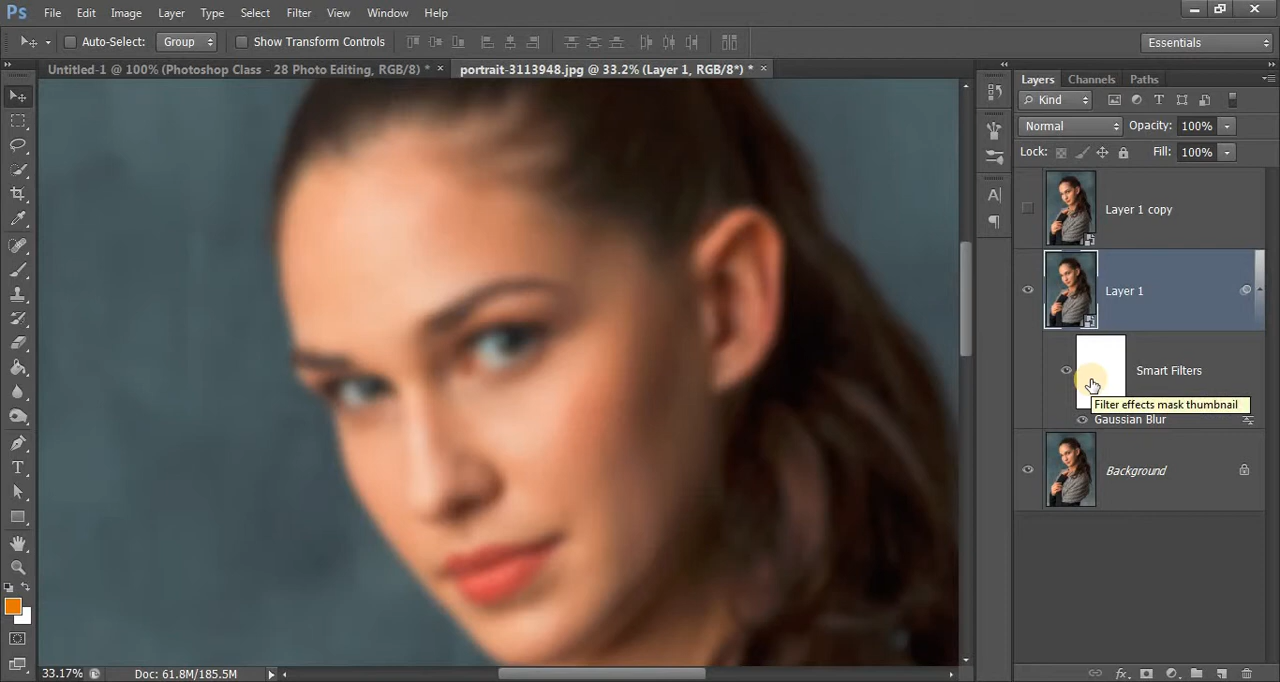 Ps File Edit Image Layer Type Select Filter View Window Help
Auto-Select: Group Show Transform Controls Essentials
Untitled-1 @ 100% (Photoshop Class - 28 Photo Editing, RGB/8) * × portrait-3113948.jpg @ 33.2% (Layer 1, RGB/8*) * ×
Layers Channels Paths
Kind
Normal Opacity: 100%
Lock: Fill: 100%
Layer 1 copy
Layer 1
Smart Filters
Filter effects mask thumbnail
Gaussian Blur
Background
33.17% Doc: 61.8M/185.5M